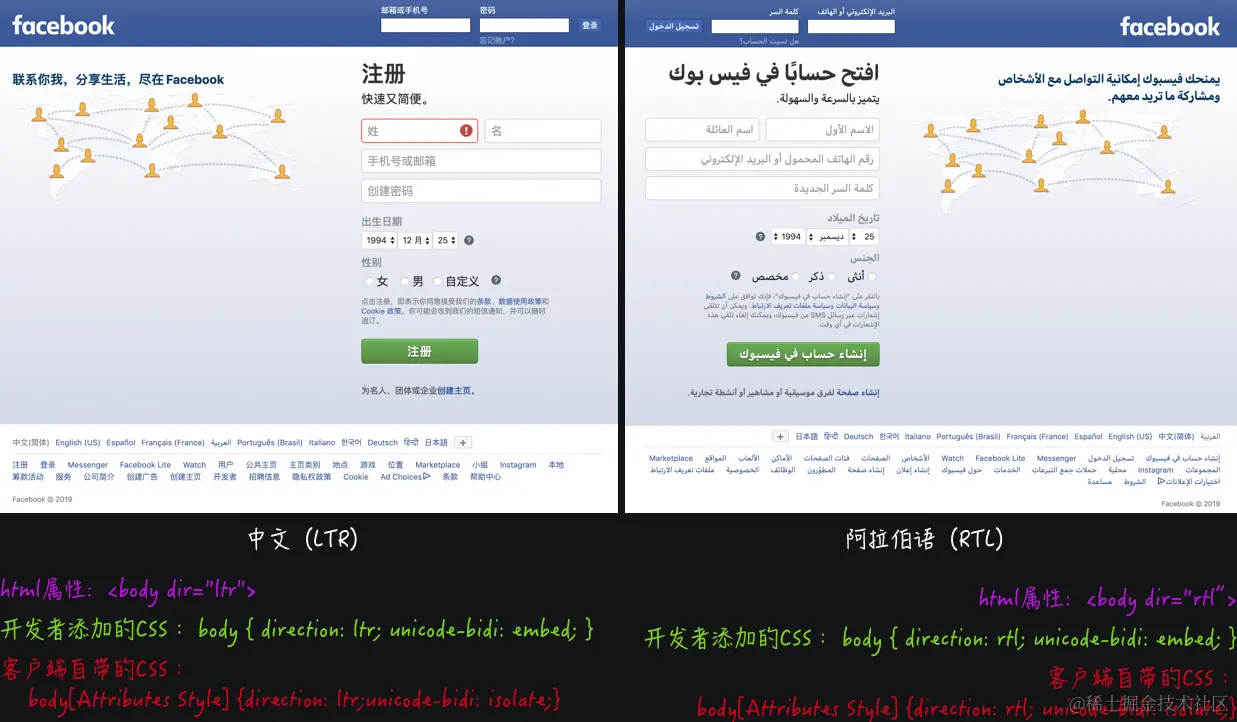 facebook
邮箱或手机号
密码
登录
忘记帐户?
联系你我，分享生活，尽在 Facebook
注册
快速又简便。
姓
名
手机号或邮箱
创建密码
出生日期
1994 12 月 25
性别
女 男 自定义
点击注册，即表示你同意接受我们的条款、数据使用政策和
Cookie 政策，你可能会收到我们的短信通知，并可以随时
退订。
注册
为名人、团体或企业创建主页。
中文(简体) English (US) Español Français (France) العربية Português (Brasil) Italiano 한국어 Deutsch हिन्दी 日本語 +
注册 登录 Messenger Facebook Lite Watch 用户 公共主页 主页类别 地点 游戏 位置 Marketplace 小组 Instagram 本地
筹款活动 服务 公司简介 创建广告 创建主页 开发者 招聘信息 隐私权政策 Cookie Ad Choices 条款 帮助中心
Facebook © 2019
facebook
البريد الإلكتروني أو الهاتف
كلمة السر
تسجيل الدخول
هل نسيت الحساب؟
يمنحك فيسبوك إمكانية التواصل مع الأشخاص
ومشاركة ما تريد معهم.
افتح حسابًا في فيس بوك
يتميز بالسرعة والسهولة.
الاسم الأول
اسم العائلة
رقم الهاتف المحمول أو البريد الإلكتروني
كلمة السر الجديدة
تاريخ الميلاد
25 ديسمبر 1994
الجنس
أنثى ذكر مخصص
بالنقر على "إنشاء حساب في فيسبوك"، فإنك توافق على الشروط
وسياسة البيانات وسياسة ملفات تعريف الارتباط. ويمكن أن تتلقى
إشعارات عبر رسائل SMS من فيسبوك، ويمكنك إلغاء تلقي هذه
الإشعارات في أي وقت.
إنشاء حساب في فيسبوك
إنشاء صفحة لفرق موسيقية أو مشاهير أو أنشطة تجارية.
العربية 中文(简体) English (US) Español Français (France) Português (Brasil) Italiano 한국어 Deutsch हिन्दी 日本語 +
إنشاء حساب في فيسبوك تسجيل الدخول Messenger Facebook Lite Watch الأشخاص الصفحات فئات الصفحات الأماكن الألعاب المواقع Marketplace
المجموعات Instagram محلية حملات جمع التبرعات الخدمات حول فيسبوك إنشاء إعلان إنشاء صفحة المطوّرون الوظائف الخصوصية ملفات تعريف الارتباط
اختيارات الإعلانات الشروط مساعدة
Facebook © 2019
中文 (LTR)
html属性：<body dir="ltr">
开发者添加的CSS：body { direction: ltr; unicode-bidi: embed; }
客户端自带的CSS：
body[Attributes Style] {direction: ltr;unicode-bidi: isolate;}
阿拉伯语 (RTL)
html属性：<body dir="rtl">
开发者添加的CSS：body { direction: rtl; unicode-bidi: embed; }
客户端自带的CSS：
body[Attributes Style] {direction: rtl; unicode-bidi: isolate;}
@稀土掘金技术社区